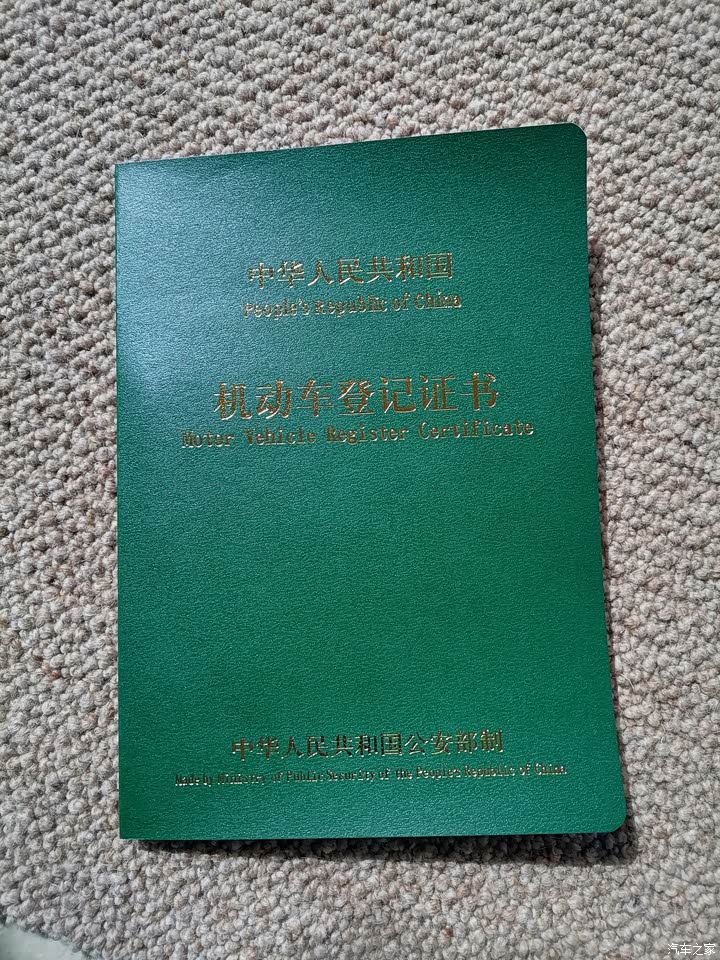 中华人民共和国
People's Republic of China
机动车登记证书
Motor Vehicle Register Certificate
中华人民共和国公安部制
Made by Ministry of Public Security of the People's Republic of China
汽车之家